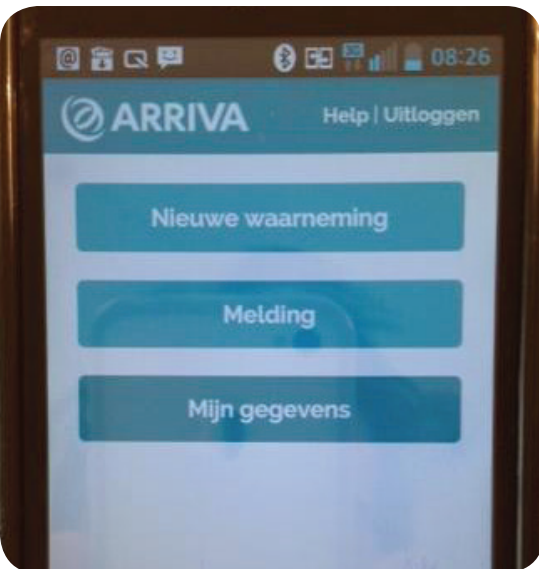 08:26
ARRIVA Help | Uitloggen
Nieuwe waarneming
Melding
Mijn gegevens